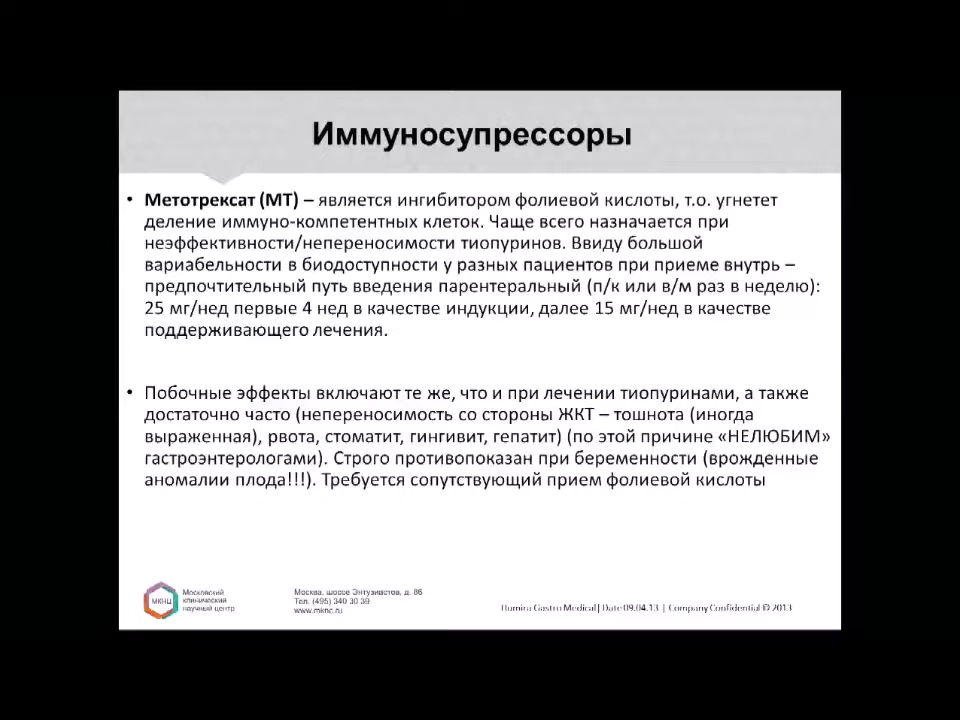 Иммуносупрессоры
• Метотрексат (МТ) – является ингибитором фолиевой кислоты, т.о. угнетет
деление иммуно-компетентных клеток. Чаще всего назначается при
неэффективности/непереносимости тиопуринов. Ввиду большой
вариабельности в биодоступности у разных пациентов при приеме внутрь –
предпочтительный путь введения парентеральный (п/к или в/м раз в неделю):
25 мг/нед первые 4 нед в качестве индукции, далее 15 мг/нед в качестве
поддерживающего лечения.
• Побочные эффекты включают те же, что и при лечении тиопуринами, а также
достаточно часто (непереносимость со стороны ЖКТ – тошнота (иногда
выраженная), рвота, стоматит, гингивит, гепатит) (по этой причине «НЕЛЮБИМ»
гастроэнтерологами). Строго противопоказан при беременности (врожденные
аномалии плода!!!). Требуется сопутствующий прием фолиевой кислоты
МКНЦ
Московский
клинический
научный центр
Москва, шоссе Энтузиастов, д. 86
Тел. (495) 340 30 39
www.mknc.ru
Humira Gastro Medical| Date 09.04.13 | Company Confidential © 2013